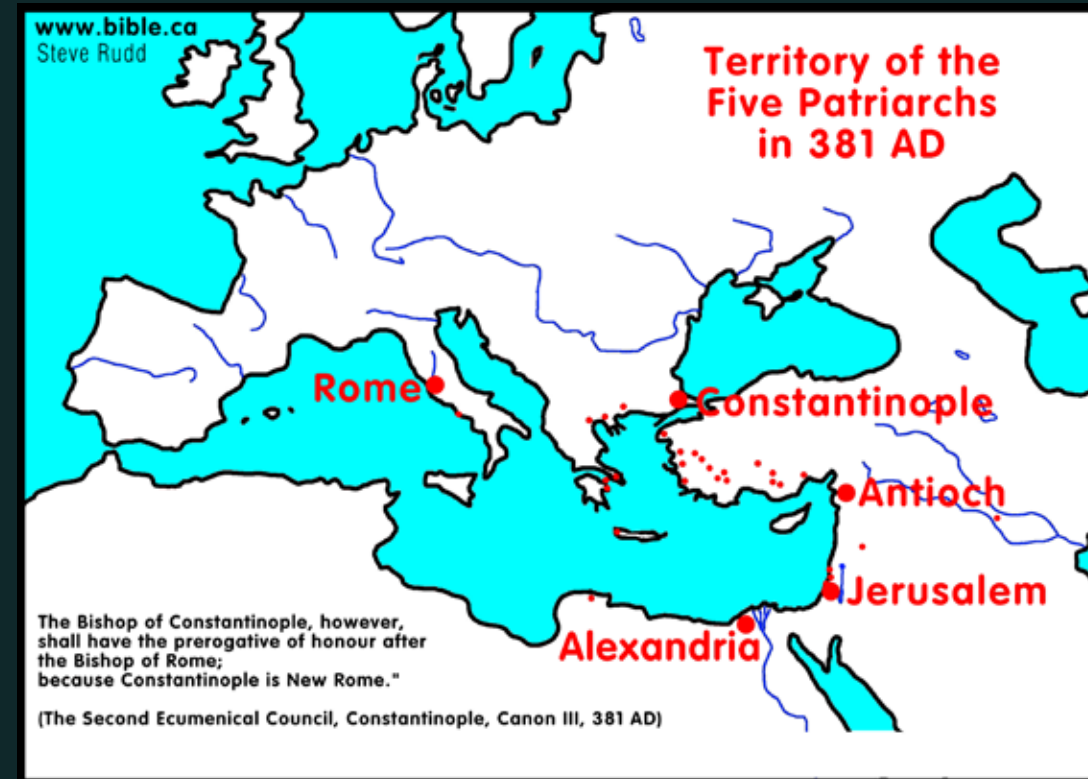 www.bible.ca
Steve Rudd
Territory of the
Five Patriarchs
in 381 AD
Rome
Constantinople
Antioch
Jerusalem
Alexandria
The Bishop of Constantinople, however,
shall have the prerogative of honour after
the Bishop of Rome;
because Constantinople is New Rome."
(The Second Ecumenical Council, Constantinople, Canon III, 381 AD)